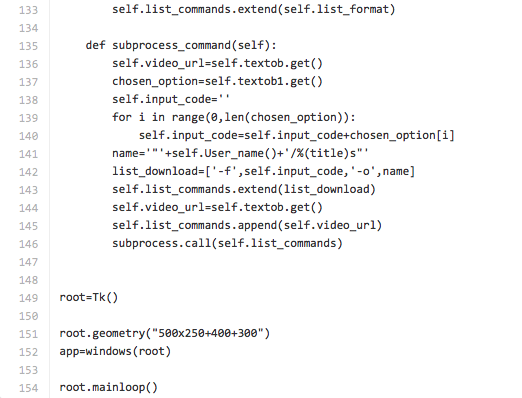 133 self.list_commands.extend(self.list_format)
134
135 def subprocess_command(self):
136 self.video_url=self.textob.get()
137 chosen_option=self.textob1.get()
138 self.input_code=''
139 for i in range(0,len(chosen_option)):
140 self.input_code=self.input_code+chosen_option[i]
141 name='"'+self.User_name()+'/%(title)s"'
142 list_download=['-f',self.input_code,'-o',name]
143 self.list_commands.extend(list_download)
144 self.video_url=self.textob.get()
145 self.list_commands.append(self.video_url)
146 subprocess.call(self.list_commands)
147
148
149 root=Tk()
150
151 root.geometry("500x250+400+300")
152 app=windows(root)
153
154 root.mainloop()